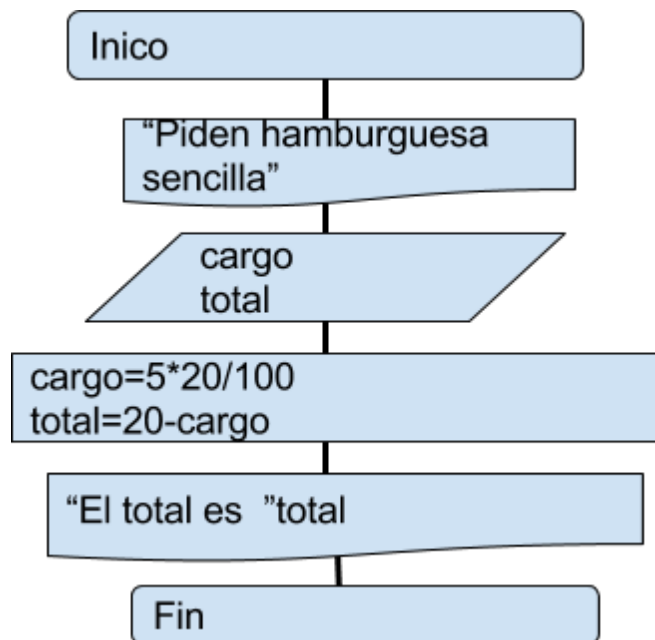 Inico
“Piden hamburguesa
sencilla”
cargo
total
cargo=5*20/100
total=20-cargo
“El total es  ”total
Fin